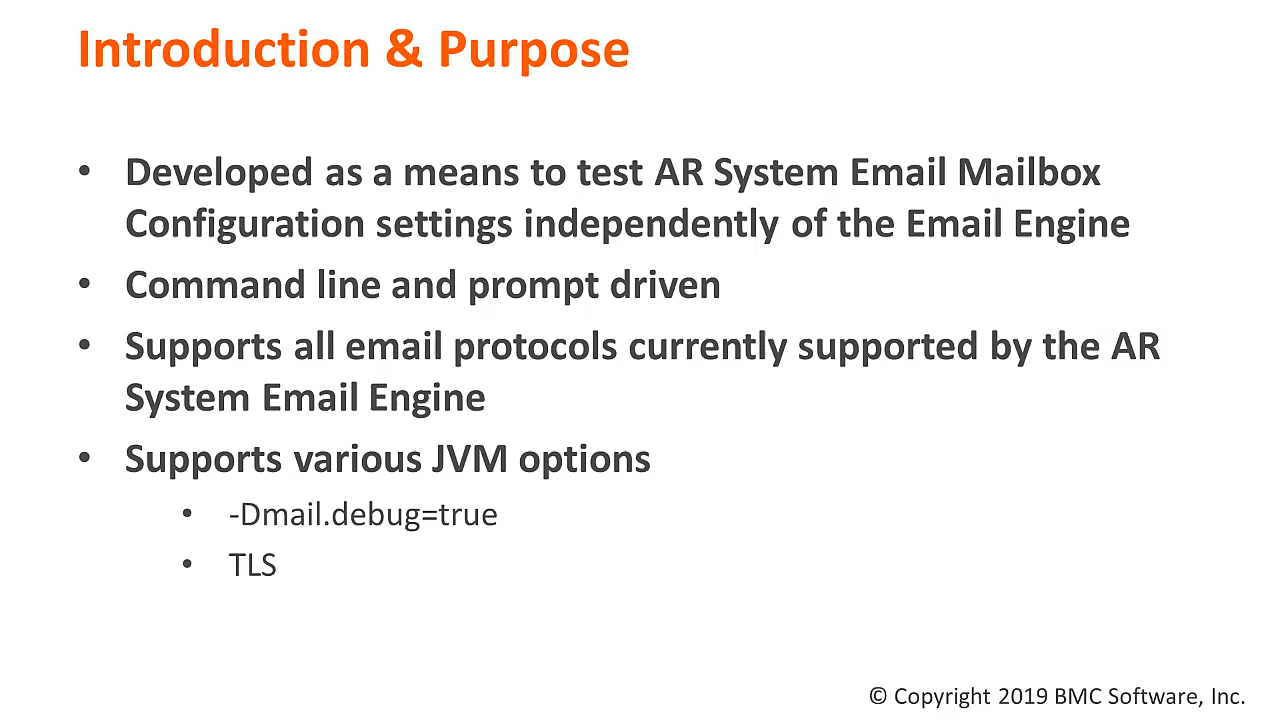 Introduction & Purpose
• Developed as a means to test AR System Email Mailbox
Configuration settings independently of the Email Engine
• Command line and prompt driven
• Supports all email protocols currently supported by the AR
System Email Engine
• Supports various JVM options
• -Dmail.debug=true
• TLS
© Copyright 2019 BMC Software, Inc.